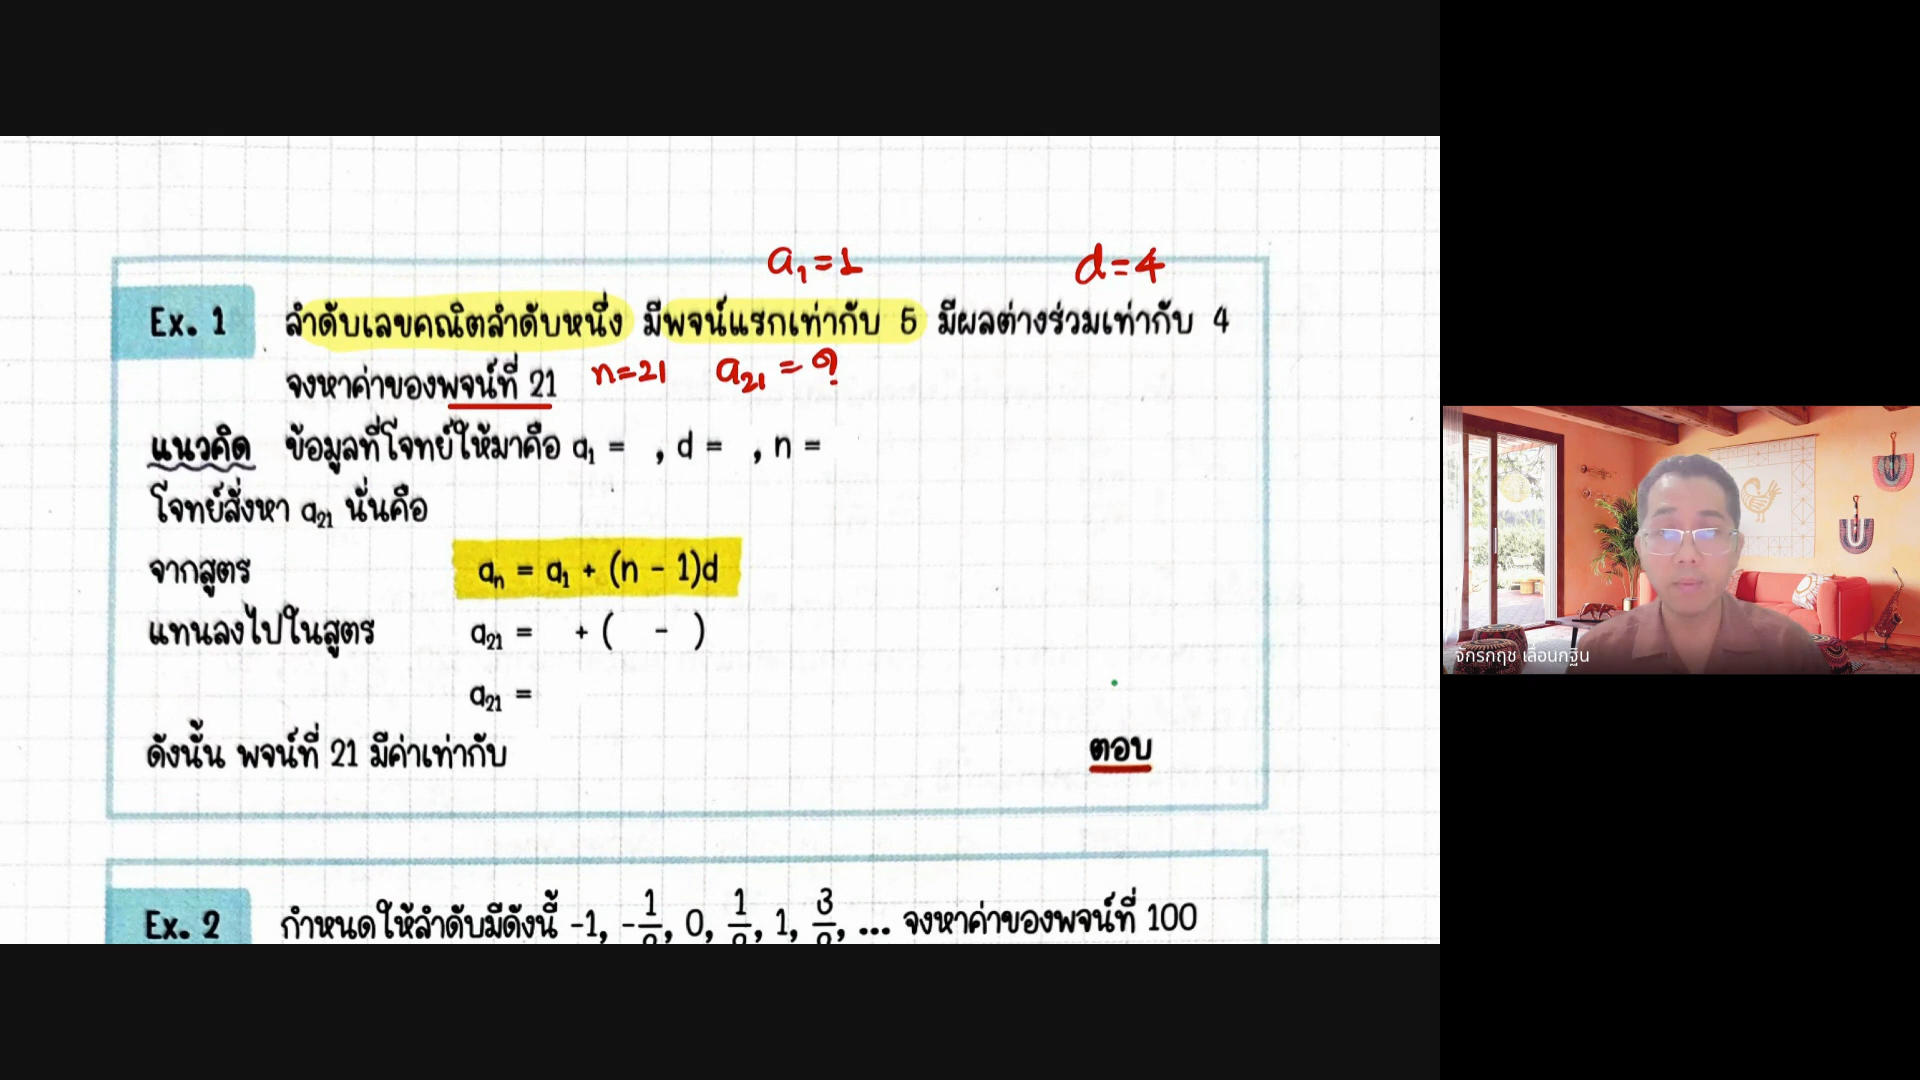 a₁ = 1 d = 4
Ex. 1 ลำดับเลขคณิตลำดับหนึ่ง มีพจน์แรกเท่ากับ 5 มีผลต่างร่วมเท่ากับ 4
จงหาค่าของพจน์ที่ 21 n = 21 a₂₁ = ?
แนวคิด ข้อมูลที่โจทย์ให้มาคือ a₁ = , d = , n =
โจทย์สั่งหา a₂₁ นั่นคือ
จากสูตร aₙ = a₁ + (n - 1)d
แทนลงไปในสูตร a₂₁ = + ( - )
a₂₁ =
ดังนั้น พจน์ที่ 21 มีค่าเท่ากับ ตอบ
Ex. 2 กำหนดให้ลำดับมีดังนี้ -1, -1/, 0, 1/, 1, 3/, ... จงหาค่าของพจน์ที่ 100
จักรกฤช เลื่อนกฐิน